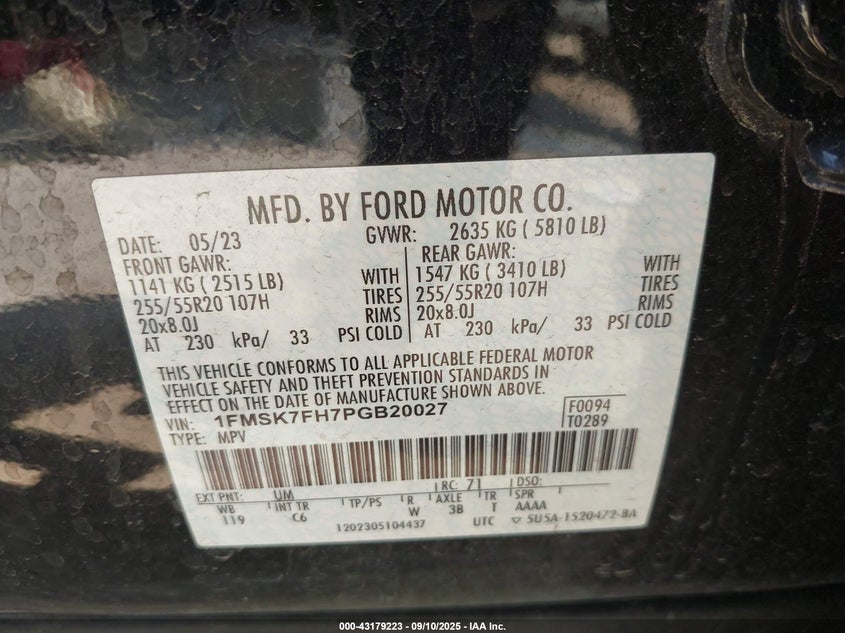 MFD. BY FORD MOTOR CO.
DATE: 05/23 GVWR: 2635 KG ( 5810 LB)
FRONT GAWR: REAR GAWR:
1141 KG ( 2515 LB) WITH 1547 KG ( 3410 LB) WITH
255/55R20 107H TIRES 255/55R20 107H TIRES
20x8.0J RIMS 20x8.0J RIMS
AT 230 kPa/ 33 PSI COLD AT 230 kPa/ 33 PSI COLD
THIS VEHICLE CONFORMS TO ALL APPLICABLE FEDERAL MOTOR
VEHICLE SAFETY AND THEFT PREVENTION STANDARDS IN
EFFECT ON THE DATE OF MANUFACTURE SHOWN ABOVE.
VIN: 1FMSK7FH7PGB20027 F0094
TYPE: MPV T0289
EXT PNT: UM RC: 71 DSO:
WB INT TR TP/PS R AXLE TR SPR
119 C6 W 3B T AAAA
1202305104437 UTC 5U5A-1520472-BA
000-43179223 - 09/10/2025 - IAA Inc.